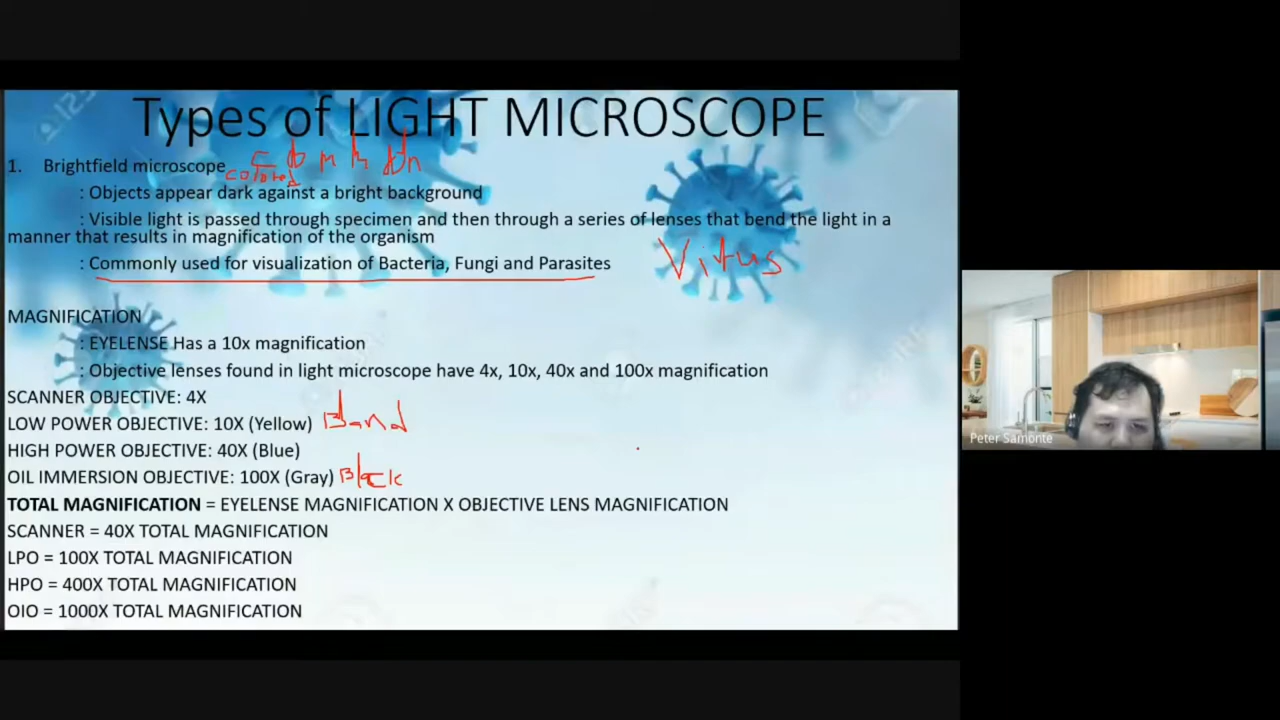 Types of LIGHT MICROSCOPE
1. Brightfield microscope
colored
: Objects appear dark against a bright background
: Visible light is passed through specimen and then through a series of lenses that bend the light in a
manner that results in magnification of the organism
: Commonly used for visualization of Bacteria, Fungi and Parasites
Virus
MAGNIFICATION
: EYELENSE Has a 10x magnification
: Objective lenses found in light microscope have 4x, 10x, 40x and 100x magnification
SCANNER OBJECTIVE: 4X
LOW POWER OBJECTIVE: 10X (Yellow) Band
HIGH POWER OBJECTIVE: 40X (Blue)
OIL IMMERSION OBJECTIVE: 100X (Gray) Black
TOTAL MAGNIFICATION = EYELENSE MAGNIFICATION X OBJECTIVE LENS MAGNIFICATION
SCANNER = 40X TOTAL MAGNIFICATION
LPO = 100X TOTAL MAGNIFICATION
HPO = 400X TOTAL MAGNIFICATION
OIO = 1000X TOTAL MAGNIFICATION
Peter Samonte